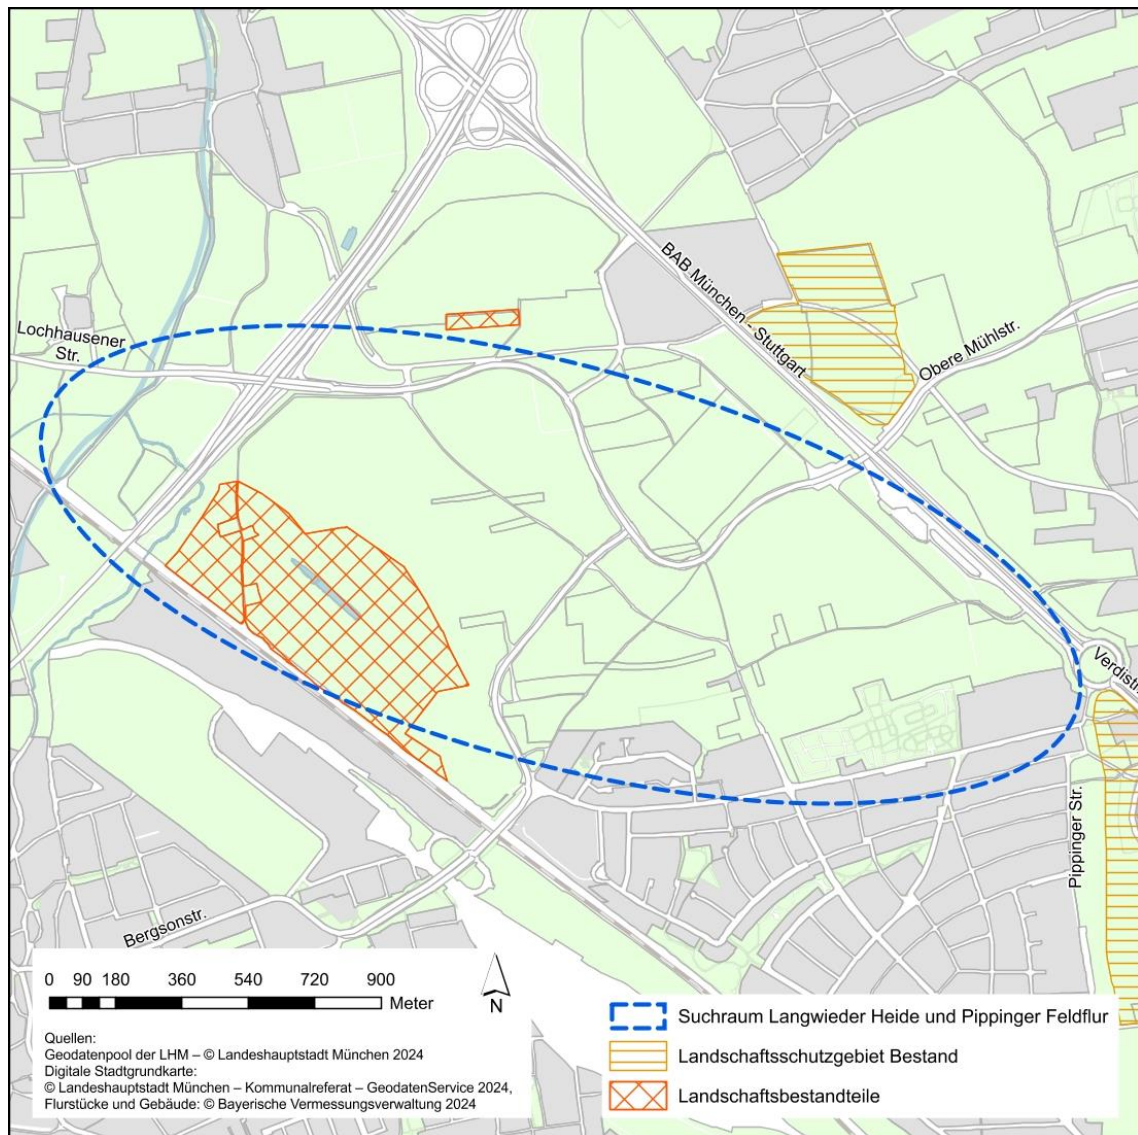 BAB München - Stuttgart
Lochhausener
Str.
Obere Mühlstr.
Verdistr
Pippinger Str.
Bergsonstr.
0 90 180 360 540 720 900
Meter
N
Quellen:
Geodatenpool der LHM – © Landeshauptstadt München 2024
Digitale Stadtgrundkarte:
© Landeshauptstadt München – Kommunalreferat – GeodatenService 2024,
Flurstücke und Gebäude: © Bayerische Vermessungsverwaltung 2024
Suchraum Langwieder Heide und Pippinger Feldflur
Landschaftsschutzgebiet Bestand
Landschaftsbestandteile